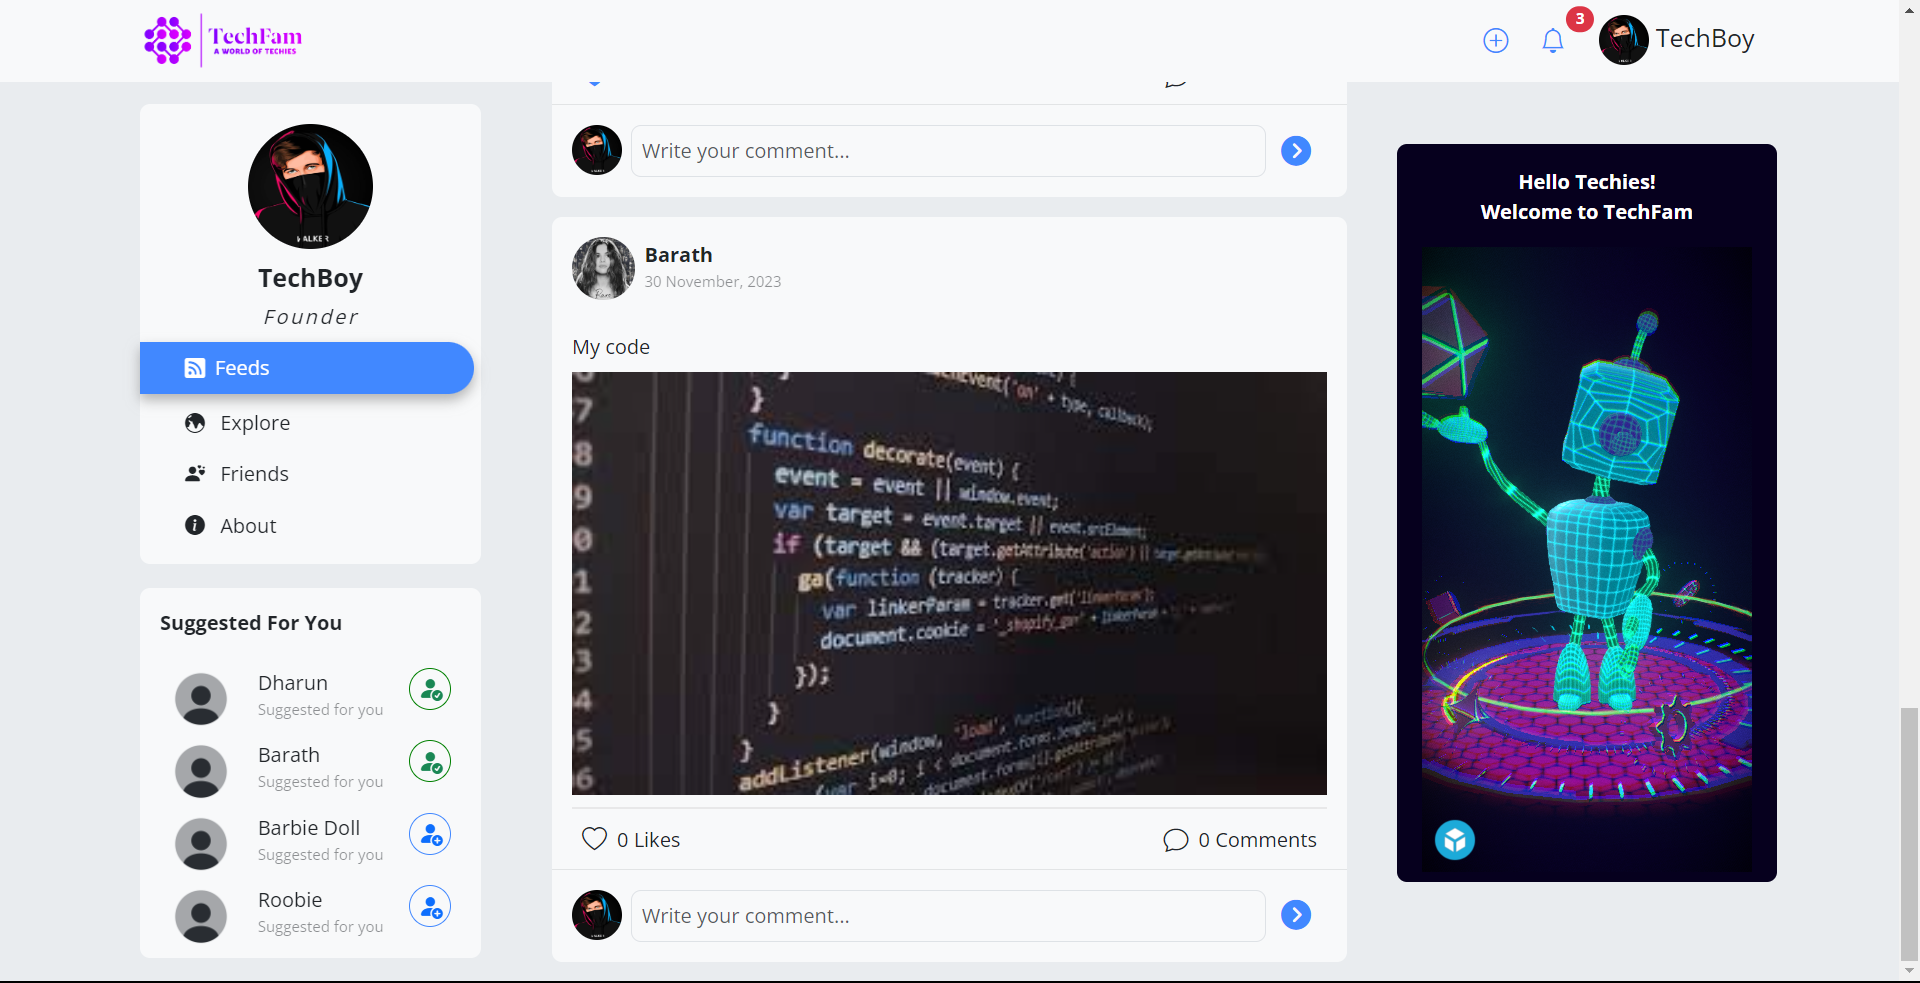 TechFam
A WORLD OF TECHIES
3
TechBoy
WALKER
TechBoy
Founder
Feeds
Explore
Friends
About
Suggested For You
Dharun
Suggested for you
Barath
Suggested for you
Barbie Doll
Suggested for you
Roobie
Suggested for you
Write your comment...
Barath
30 November, 2023
My code
('on' + type, callback);
}
7
8
function decorate(event) {
9
event = event || window.event;
var target = event.target || event.srcElement;
0
if (target && (target.getAttribute('action') ||
1
ga(function (tracker) {
var linkerParam = tracker.get('linkerParam');
2
document.cookie = '_shopify_ga=' + linkerParam +
3
});
4
}
5
}
6
addListener(window, 'load', function(){
(var i=0; i < document.forms.length; i++) {
0 Likes
0 Comments
Write your comment...
Hello Techies!
Welcome to TechFam